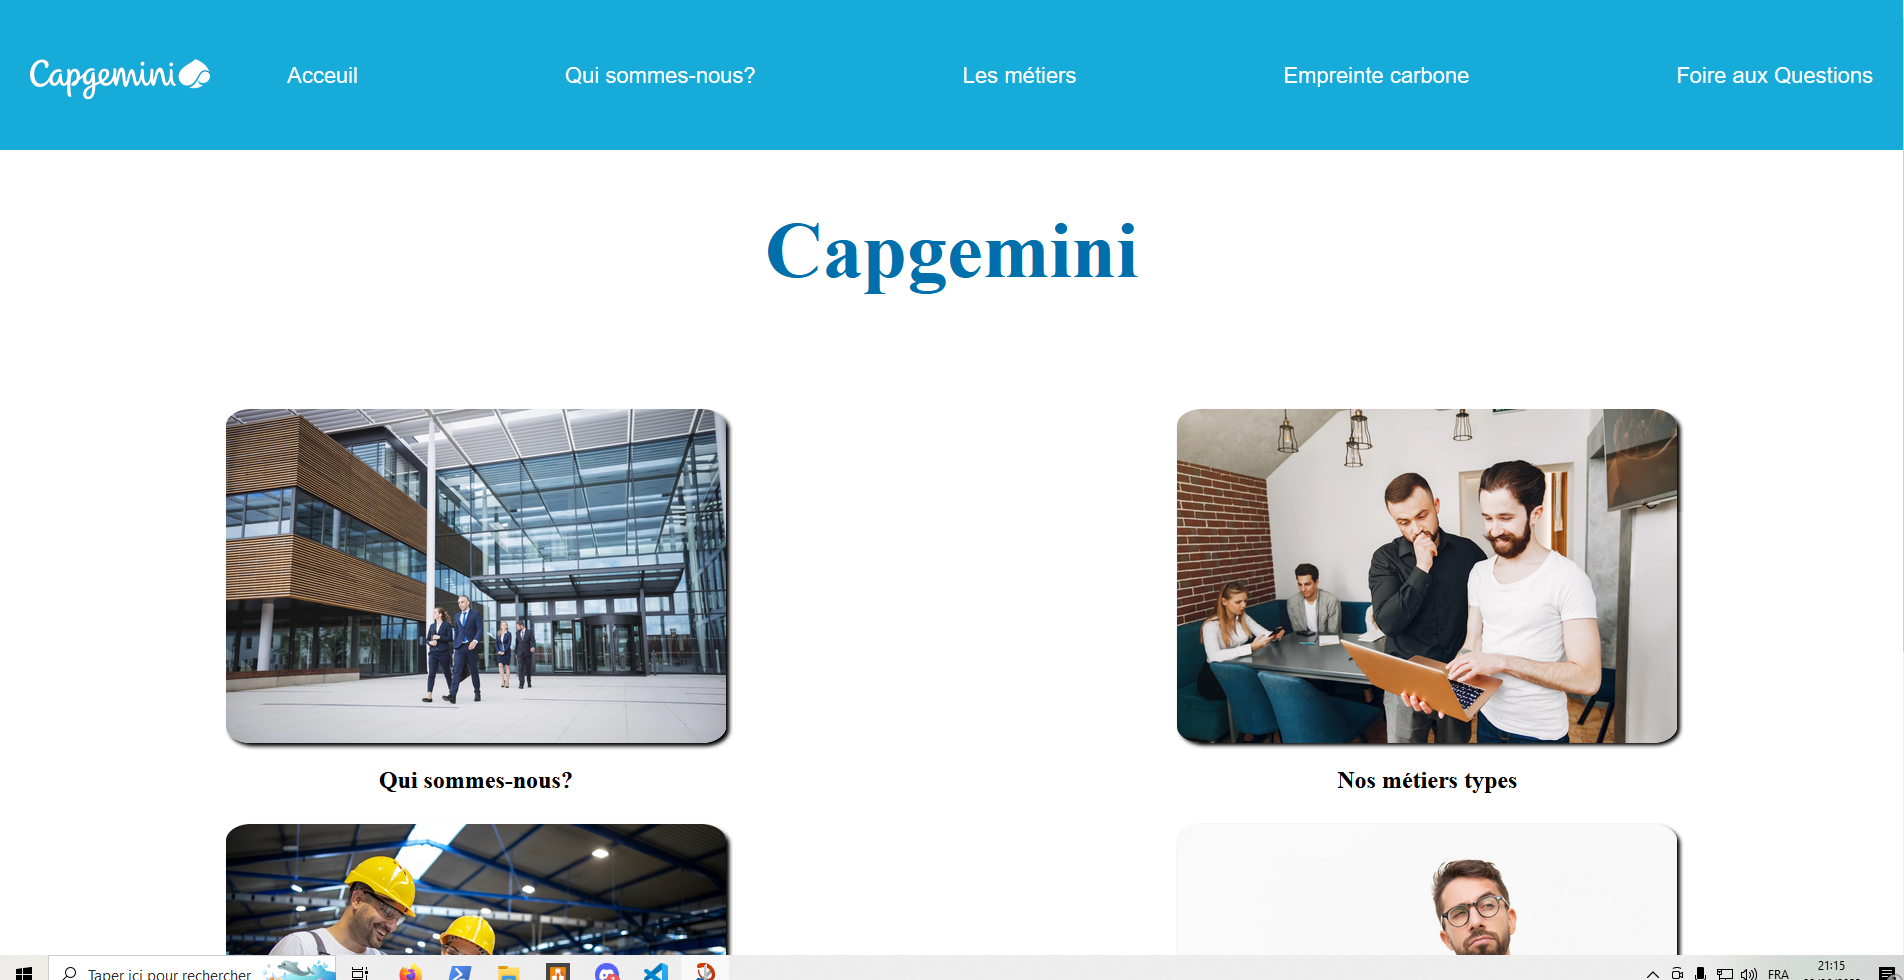 Capgemini
Acceuil
Qui sommes-nous?
Les métiers
Empreinte carbone
Foire aux Questions
Capgemini
Qui sommes-nous?
Nos métiers types
Taper ici pour rechercher
FRA
21:15